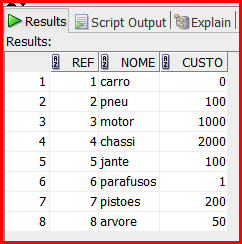 Results Script Output Explain
Results:
REF NOME CUSTO
1 1 carro 0
2 2 pneu 100
3 3 motor 1000
4 4 chassi 2000
5 5 jante 100
6 6 parafusos 1
7 7 pistoes 200
8 8 arvore 50